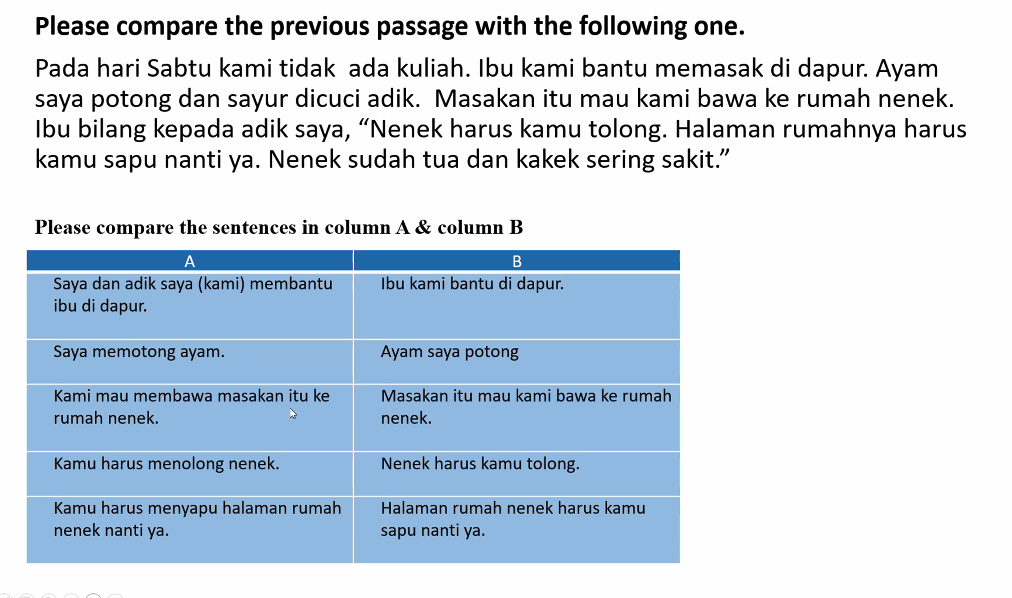 Please compare the previous passage with the following one.
Pada hari Sabtu kami tidak  ada kuliah. Ibu kami bantu memasak di dapur. Ayam
saya potong dan sayur dicuci adik.  Masakan itu mau kami bawa ke rumah nenek.
Ibu bilang kepada adik saya, “Nenek harus kamu tolong. Halaman rumahnya harus
kamu sapu nanti ya. Nenek sudah tua dan kakek sering sakit.”
Please compare the sentences in column A & column B
A
B
Saya dan adik saya (kami) membantu
ibu di dapur.
Ibu kami bantu di dapur.
Saya memotong ayam.
Ayam saya potong
Kami mau membawa masakan itu ke
rumah nenek.
Masakan itu mau kami bawa ke rumah
nenek.
Kamu harus menolong nenek.
Nenek harus kamu tolong.
Kamu harus menyapu halaman rumah
nenek nanti ya.
Halaman rumah nenek harus kamu
sapu nanti ya.